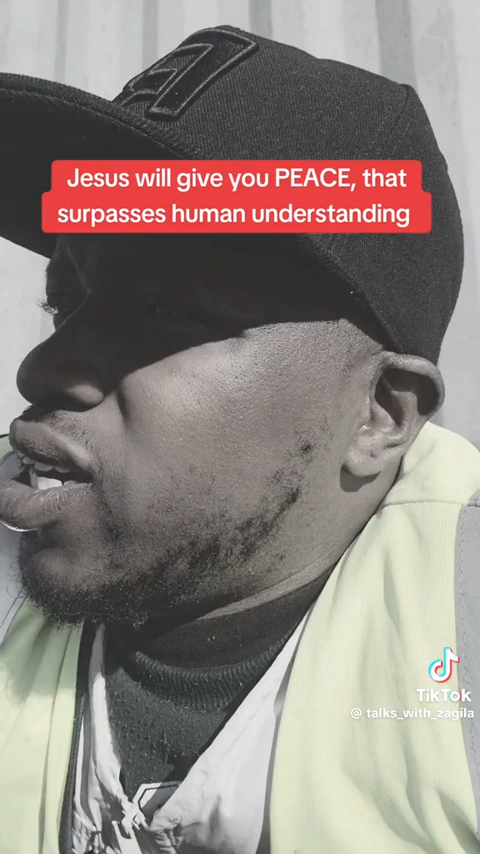 Jesus will give you PEACE, that
surpasses human understanding
TikTok
@ talks_with_zagila